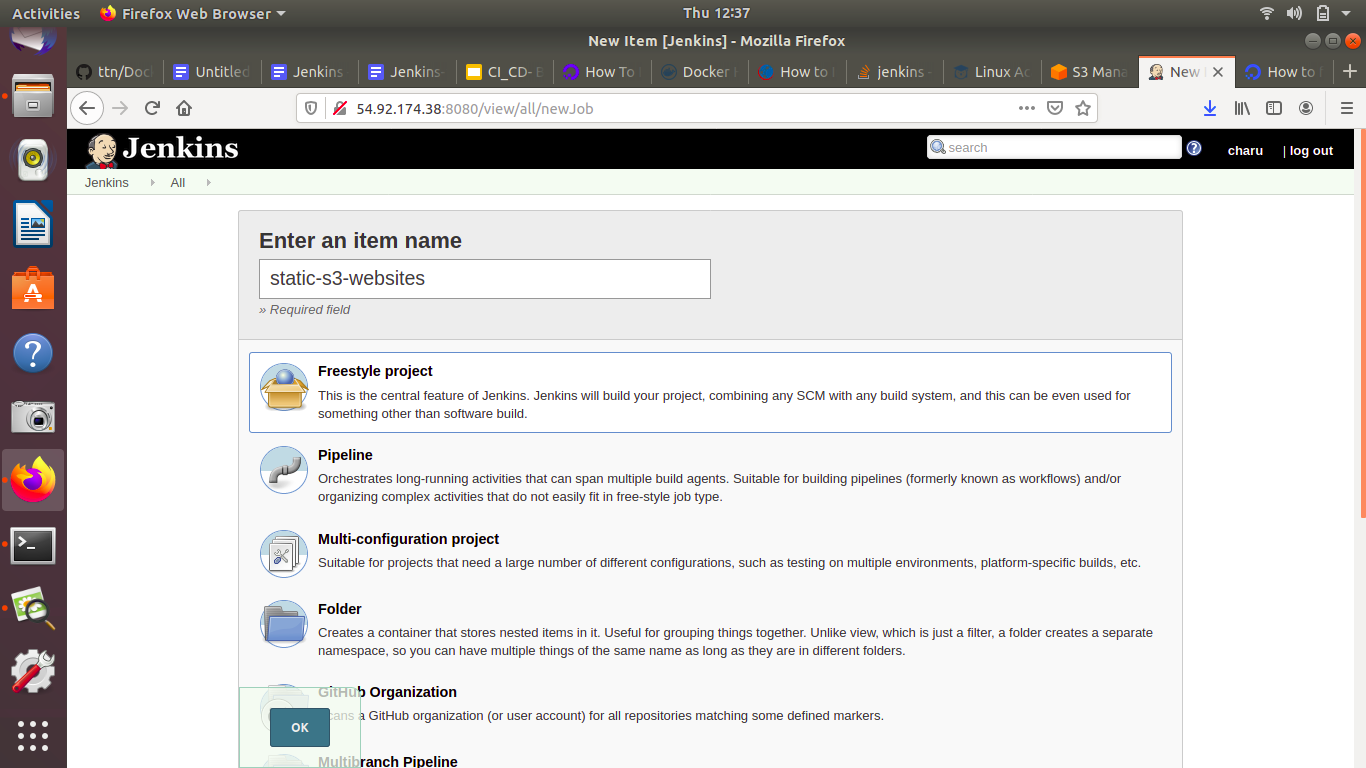 Activities
Firefox Web Browser
Thu 12:37
New Item [Jenkins] - Mozilla Firefox
ttn/Doc
Untitled
Jenkins
Jenkins-
CI_CD-
How To
Docker
How to
jenkins -
Linux Ac
S3 Mana
New
How to
54.92.174.38:8080/view/all/newJob
Jenkins
search
charu
| log out
Jenkins
All
Enter an item name
static-s3-websites
» Required field
Freestyle project
This is the central feature of Jenkins. Jenkins will build your project, combining any SCM with any build system, and this can be even used for
something other than software build.
Pipeline
Orchestrates long-running activities that can span multiple build agents. Suitable for building pipelines (formerly known as workflows) and/or
organizing complex activities that do not easily fit in free-style job type.
Multi-configuration project
Suitable for projects that need a large number of different configurations, such as testing on multiple environments, platform-specific builds, etc.
Folder
Creates a container that stores nested items in it. Useful for grouping things together. Unlike view, which is just a filter, a folder creates a separate
namespace, so you can have multiple things of the same name as long as they are in different folders.
GitHub Organization
Scans a GitHub organization (or user account) for all repositories matching some defined markers.
OK
Multibranch Pipeline